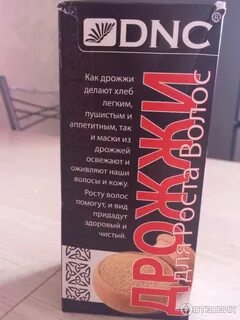 DNC®
Как дрожжи
делают хлеб
легким,
пушистым и
аппетитным, так
и маски из
дрожжей
освежают и
оживляют наши
волосы и кожу.
Росту волос
помогут, и вид
придадут
здоровый и
чистый.
ДРОЖЖИ
для Роста Волос
ОТЗОВИК